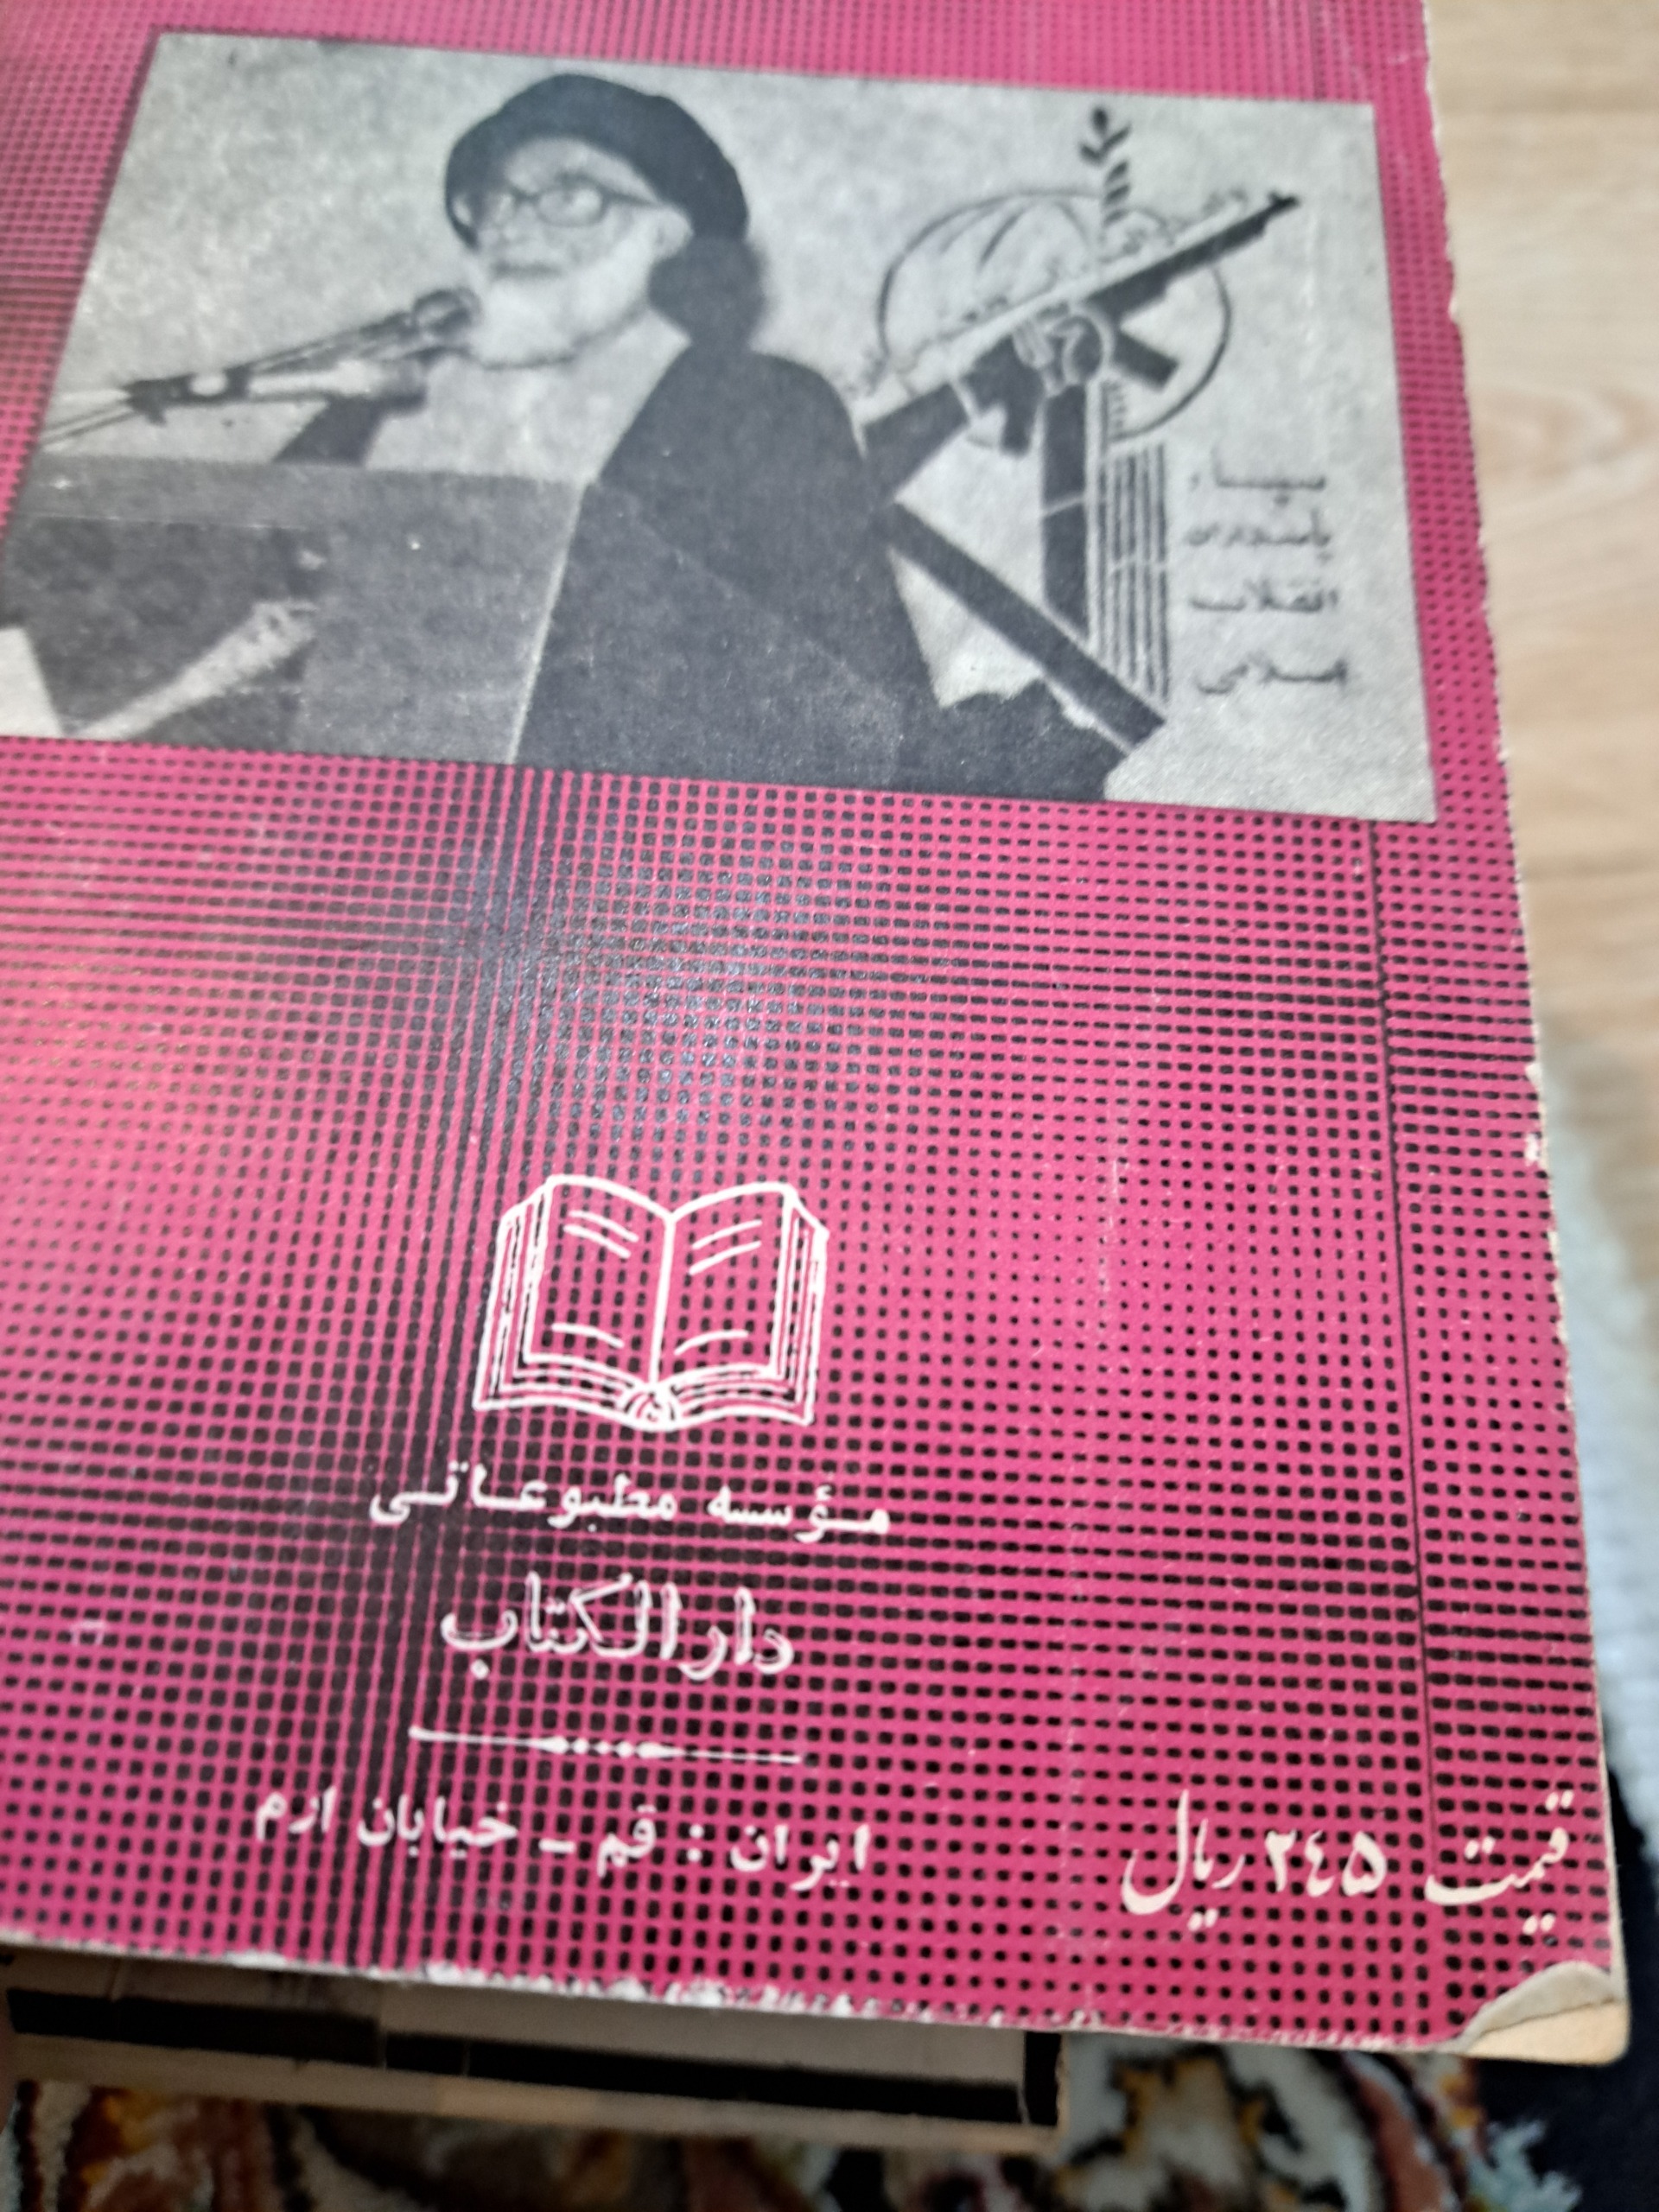 سپاه
پاسداران
انقلاب
اسلامی
مؤسسه مطبوعاتی
دارالکتاب
ایران : قم - خیابان ارم
قیمت ۲۴۵ ریال